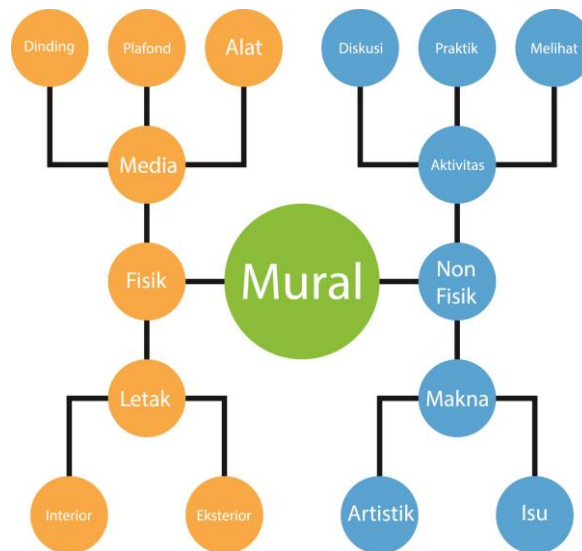 Dinding
Plafond
Alat
Diskusi
Praktik
Melihat
Media
Aktivitas
Fisik
Mural
Non
Fisik
Letak
Makna
Interior
Eksterior
Artistik
Isu